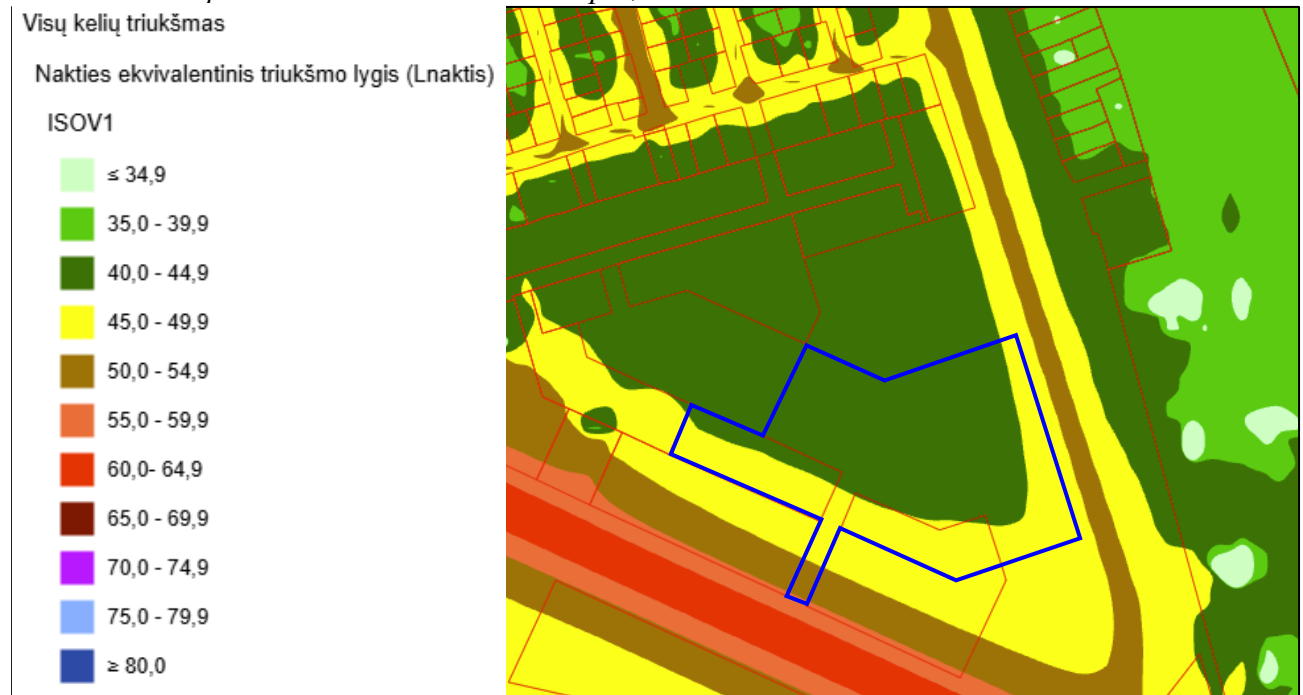 Visų kelių triukšmas
Nakties ekvivalentinis triukšmo lygis (Lnaktis)
ISOV1
≤ 34,9
35,0 - 39,9
40,0 - 44,9
45,0 - 49,9
50,0 - 54,9
55,0 - 59,9
60,0- 64,9
65,0 - 69,9
70,0 - 74,9
75,0 - 79,9
≥ 80,0